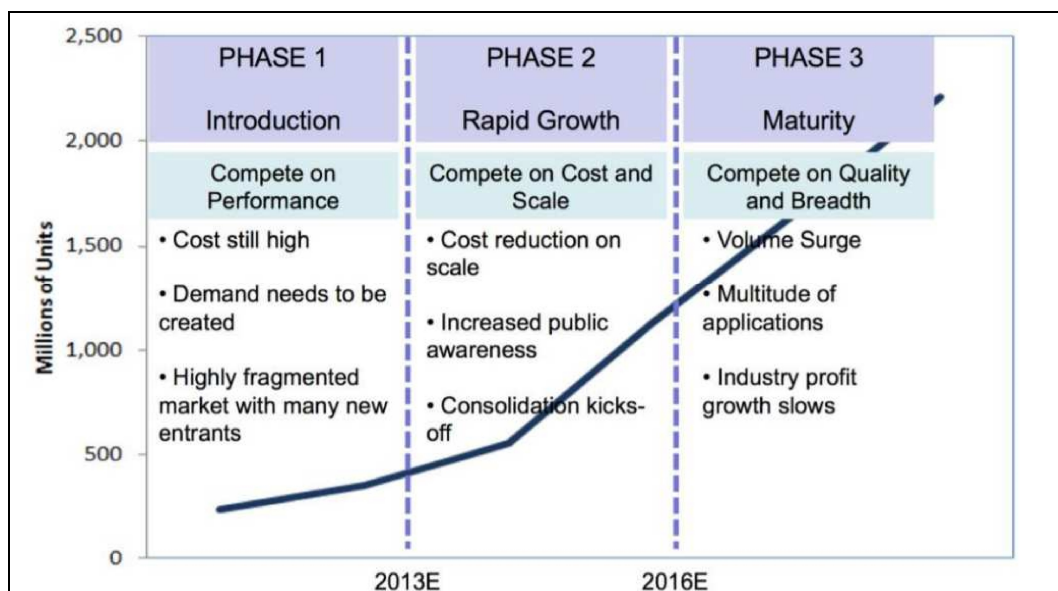 2,500
2,000
1,500
1,000
500
0
Millions of Units
PHASE 1
Introduction
Compete on
Performance
• Cost still high
• Demand needs to be
created
• Highly fragmented
market with many new
entrants
PHASE 2
Rapid Growth
Compete on Cost and
Scale
• Cost reduction on
scale
• Increased public
awareness
• Consolidation kicks-
off
PHASE 3
Maturity
Compete on Quality
and Breadth
• Volume Surge
• Multitude of
applications
• Industry profit
growth slows
2013E
2016E